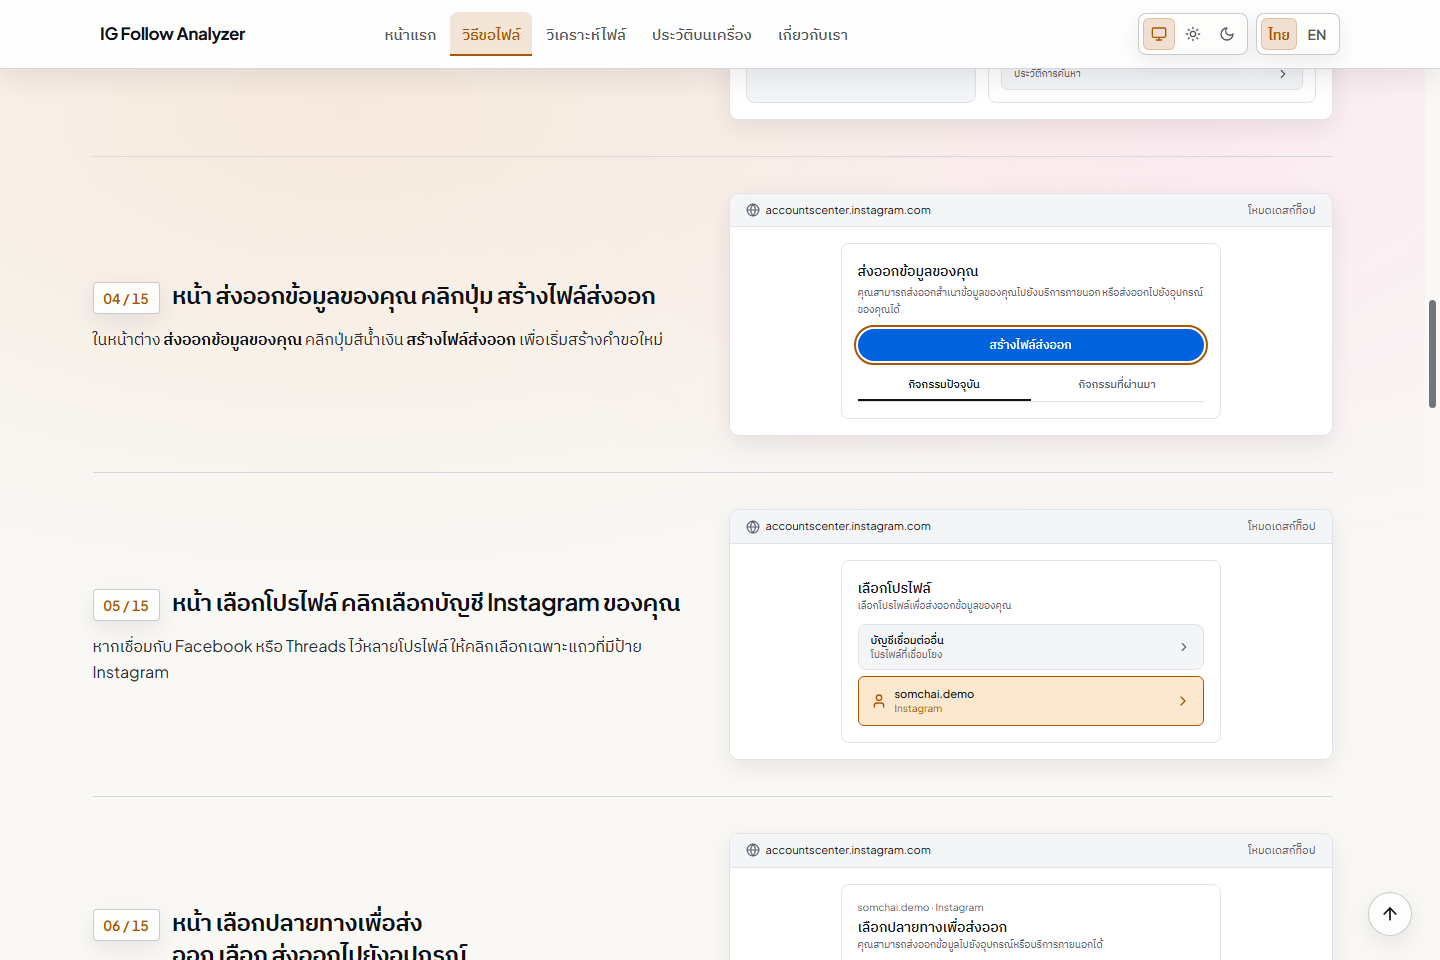 IG Follow Analyzer
หน้าแรก
วิธีขอไฟล์
วิเคราะห์ไฟล์
ประวัติบนเครื่อง
เกี่ยวกับเรา
ไทย
EN
ประวัติการค้นหา
04/15
หน้า ส่งออกข้อมูลของคุณ คลิกปุ่ม สร้างไฟล์ส่งออก
ในหน้าต่าง ส่งออกข้อมูลของคุณ คลิกปุ่มสีน้ำเงิน สร้างไฟล์ส่งออก เพื่อเริ่มสร้างคำขอใหม่
accountscenter.instagram.com
โหมดเดสก์ท็อป
ส่งออกข้อมูลของคุณ
คุณสามารถส่งออกสำเนาข้อมูลของคุณไปยังบริการภายนอก หรือส่งออกไปยังอุปกรณ์
ของคุณได้
สร้างไฟล์ส่งออก
กิจกรรมปัจจุบัน
กิจกรรมที่ผ่านมา
05/15
หน้า เลือกโปรไฟล์ คลิกเลือกบัญชี Instagram ของคุณ
หากเชื่อมกับ Facebook หรือ Threads ไว้หลายโปรไฟล์ ให้คลิกเลือกเฉพาะแถวที่มีป้าย
Instagram
accountscenter.instagram.com
โหมดเดสก์ท็อป
เลือกโปรไฟล์
เลือกโปรไฟล์เพื่อส่งออกข้อมูลของคุณ
บัญชีเชื่อมต่ออื่น
โปรไฟล์ที่เชื่อมโยง
somchai.demo
Instagram
06/15
หน้า เลือกปลายทางเพื่อส่ง
ออก เลือก ส่งออกไปยังอุปกรณ์
accountscenter.instagram.com
โหมดเดสก์ท็อป
somchai.demo · Instagram
เลือกปลายทางเพื่อส่งออก
คุณสามารถส่งออกข้อมูลไปยังอุปกรณ์หรือบริการภายนอกได้